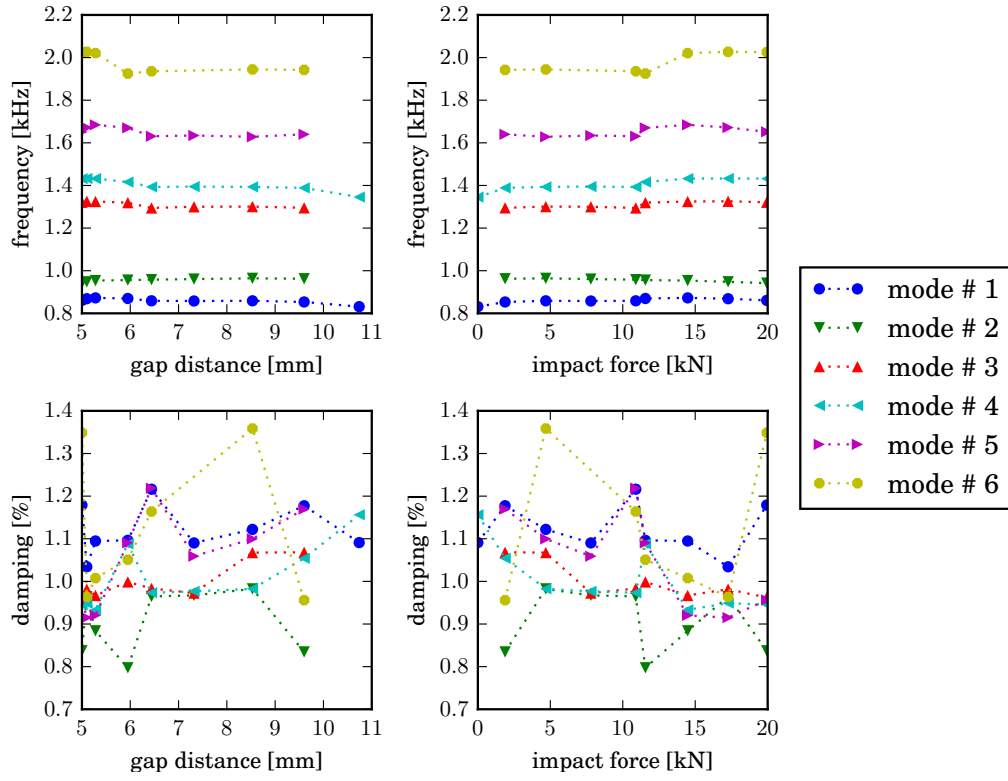 2.2
2.0
1.8
1.6
1.4
1.2
1.0
0.8
frequency [kHz]
5 6 7 8 9 10 11
gap distance [mm]
2.2
2.0
1.8
1.6
1.4
1.2
1.0
0.8
frequency [kHz]
0 5 10 15 20
impact force [kN]
mode # 1
mode # 2
mode # 3
mode # 4
mode # 5
mode # 6
1.4
1.3
1.2
1.1
1.0
0.9
0.8
0.7
damping [%]
5 6 7 8 9 10 11
gap distance [mm]
1.4
1.3
1.2
1.1
1.0
0.9
0.8
0.7
damping [%]
0 5 10 15 20
impact force [kN]